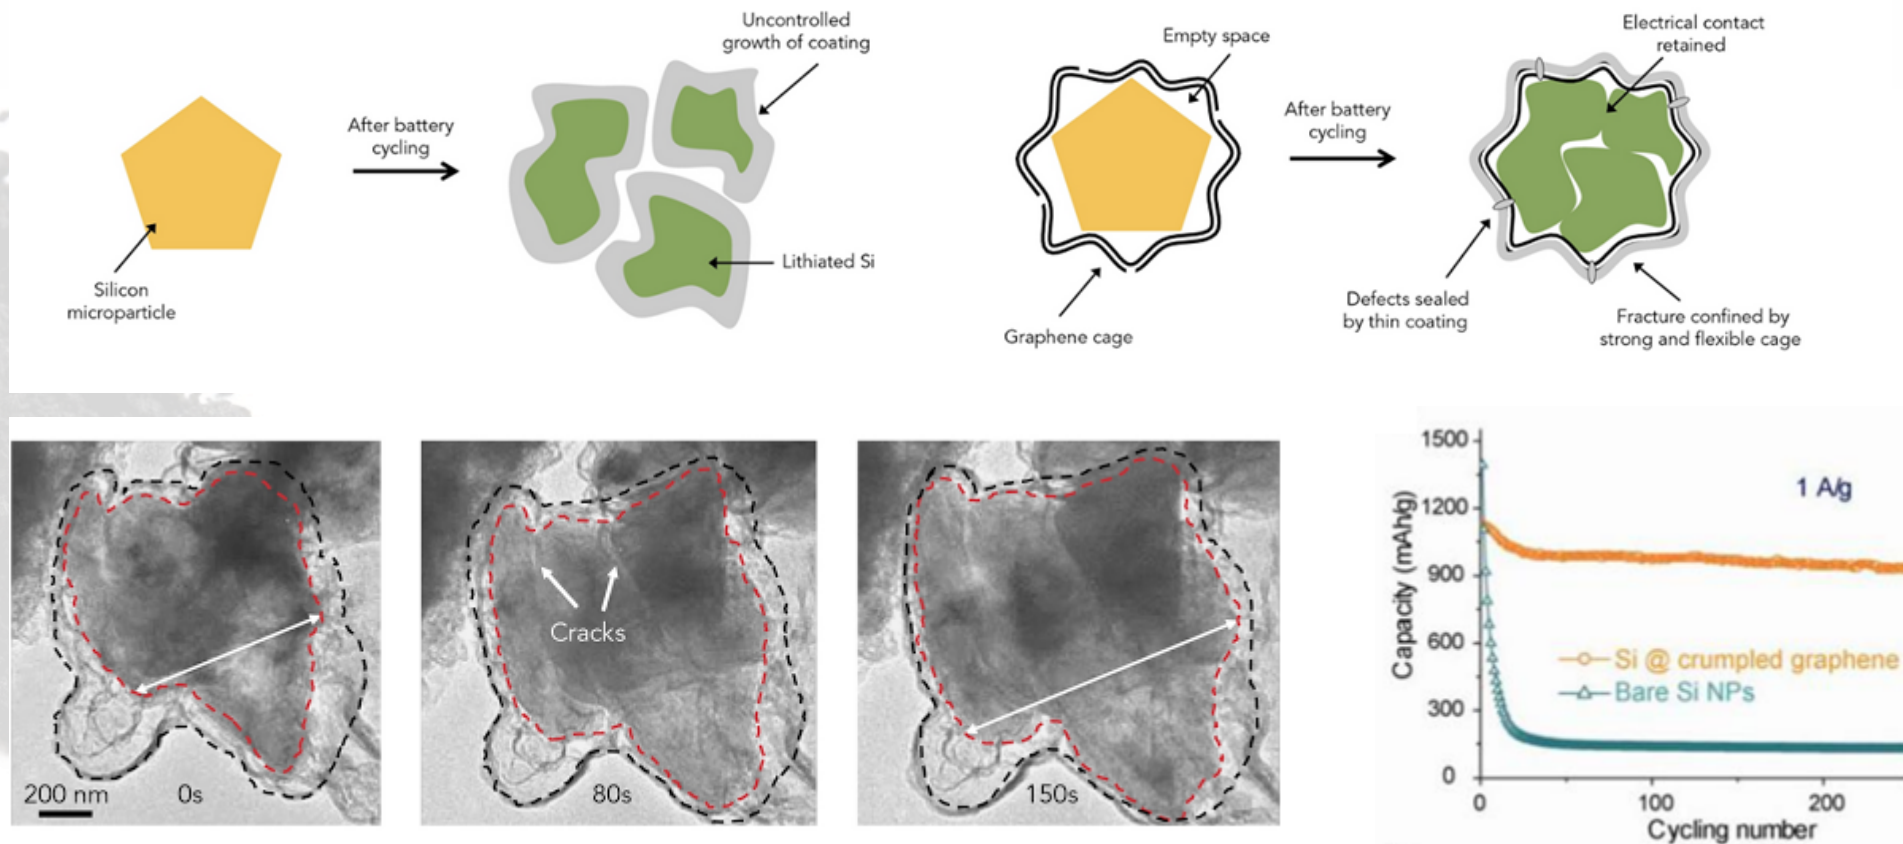 Uncontrolled
growth of coating
After battery
cycling
Silicon
microparticle
Lithiated Si
Empty space
After battery
cycling
Graphene cage
Electrical contact
retained
Defects sealed
by thin coating
Fracture confined by
strong and flexible cage
200 nm
0s
Cracks
80s
150s
Capacity (mAh/g)
1500
1200
900
600
300
0
1 A/g
Si @ crumpled graphene
Bare Si NPs
0
100
200
Cycling number